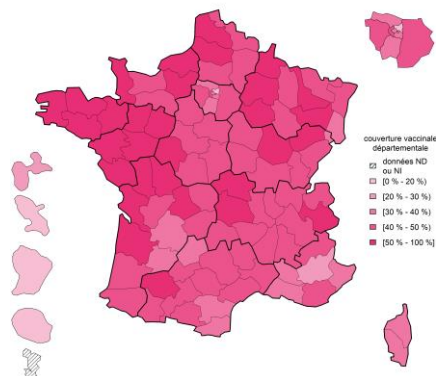 couverture vaccinale
départementale
données ND
ou NI
[0 % - 20 %)
[20 % - 30 %)
[30 % - 40 %)
[40 % - 50 %)
[50 % - 100 %]